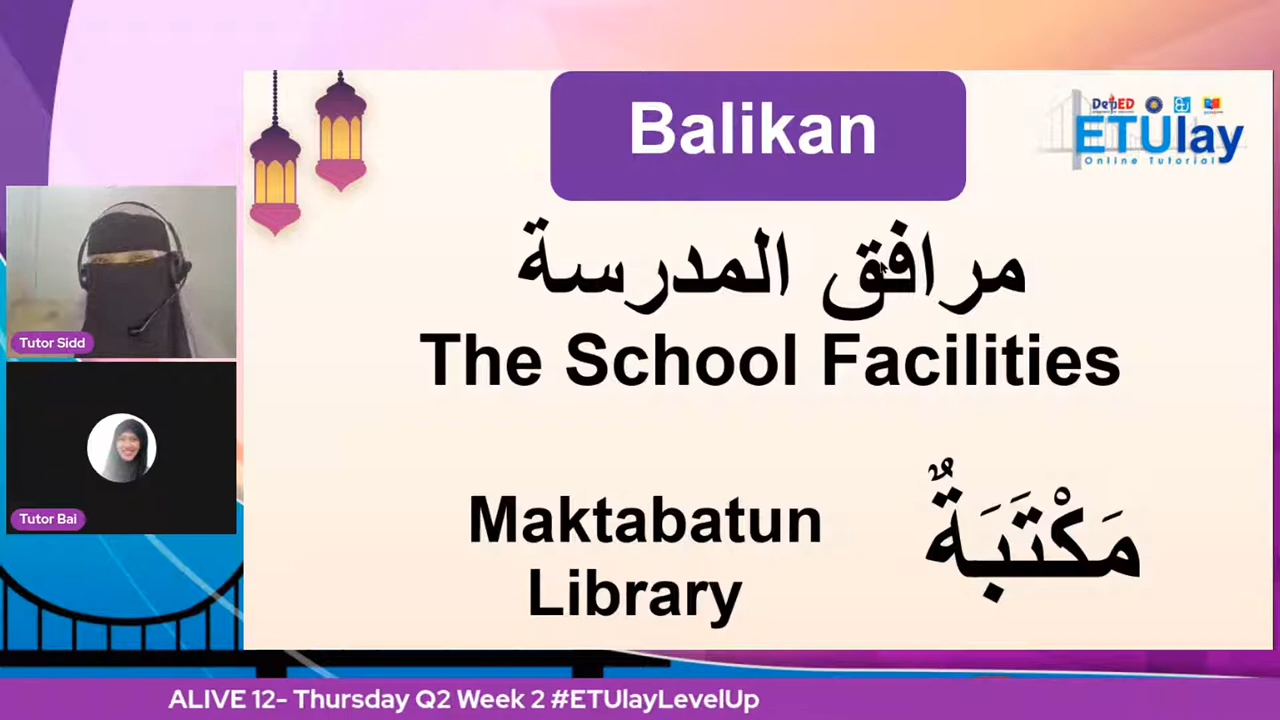 Balikan
DepED
ETUlay
Online Tutorial
مرافق المدرسة
The School Facilities
Maktabatun
Library
مَكْتَبَةٌ
Tutor Sidd
Tutor Bai
ALIVE 12- Thursday Q2 Week 2 #ETUlayLevelUp